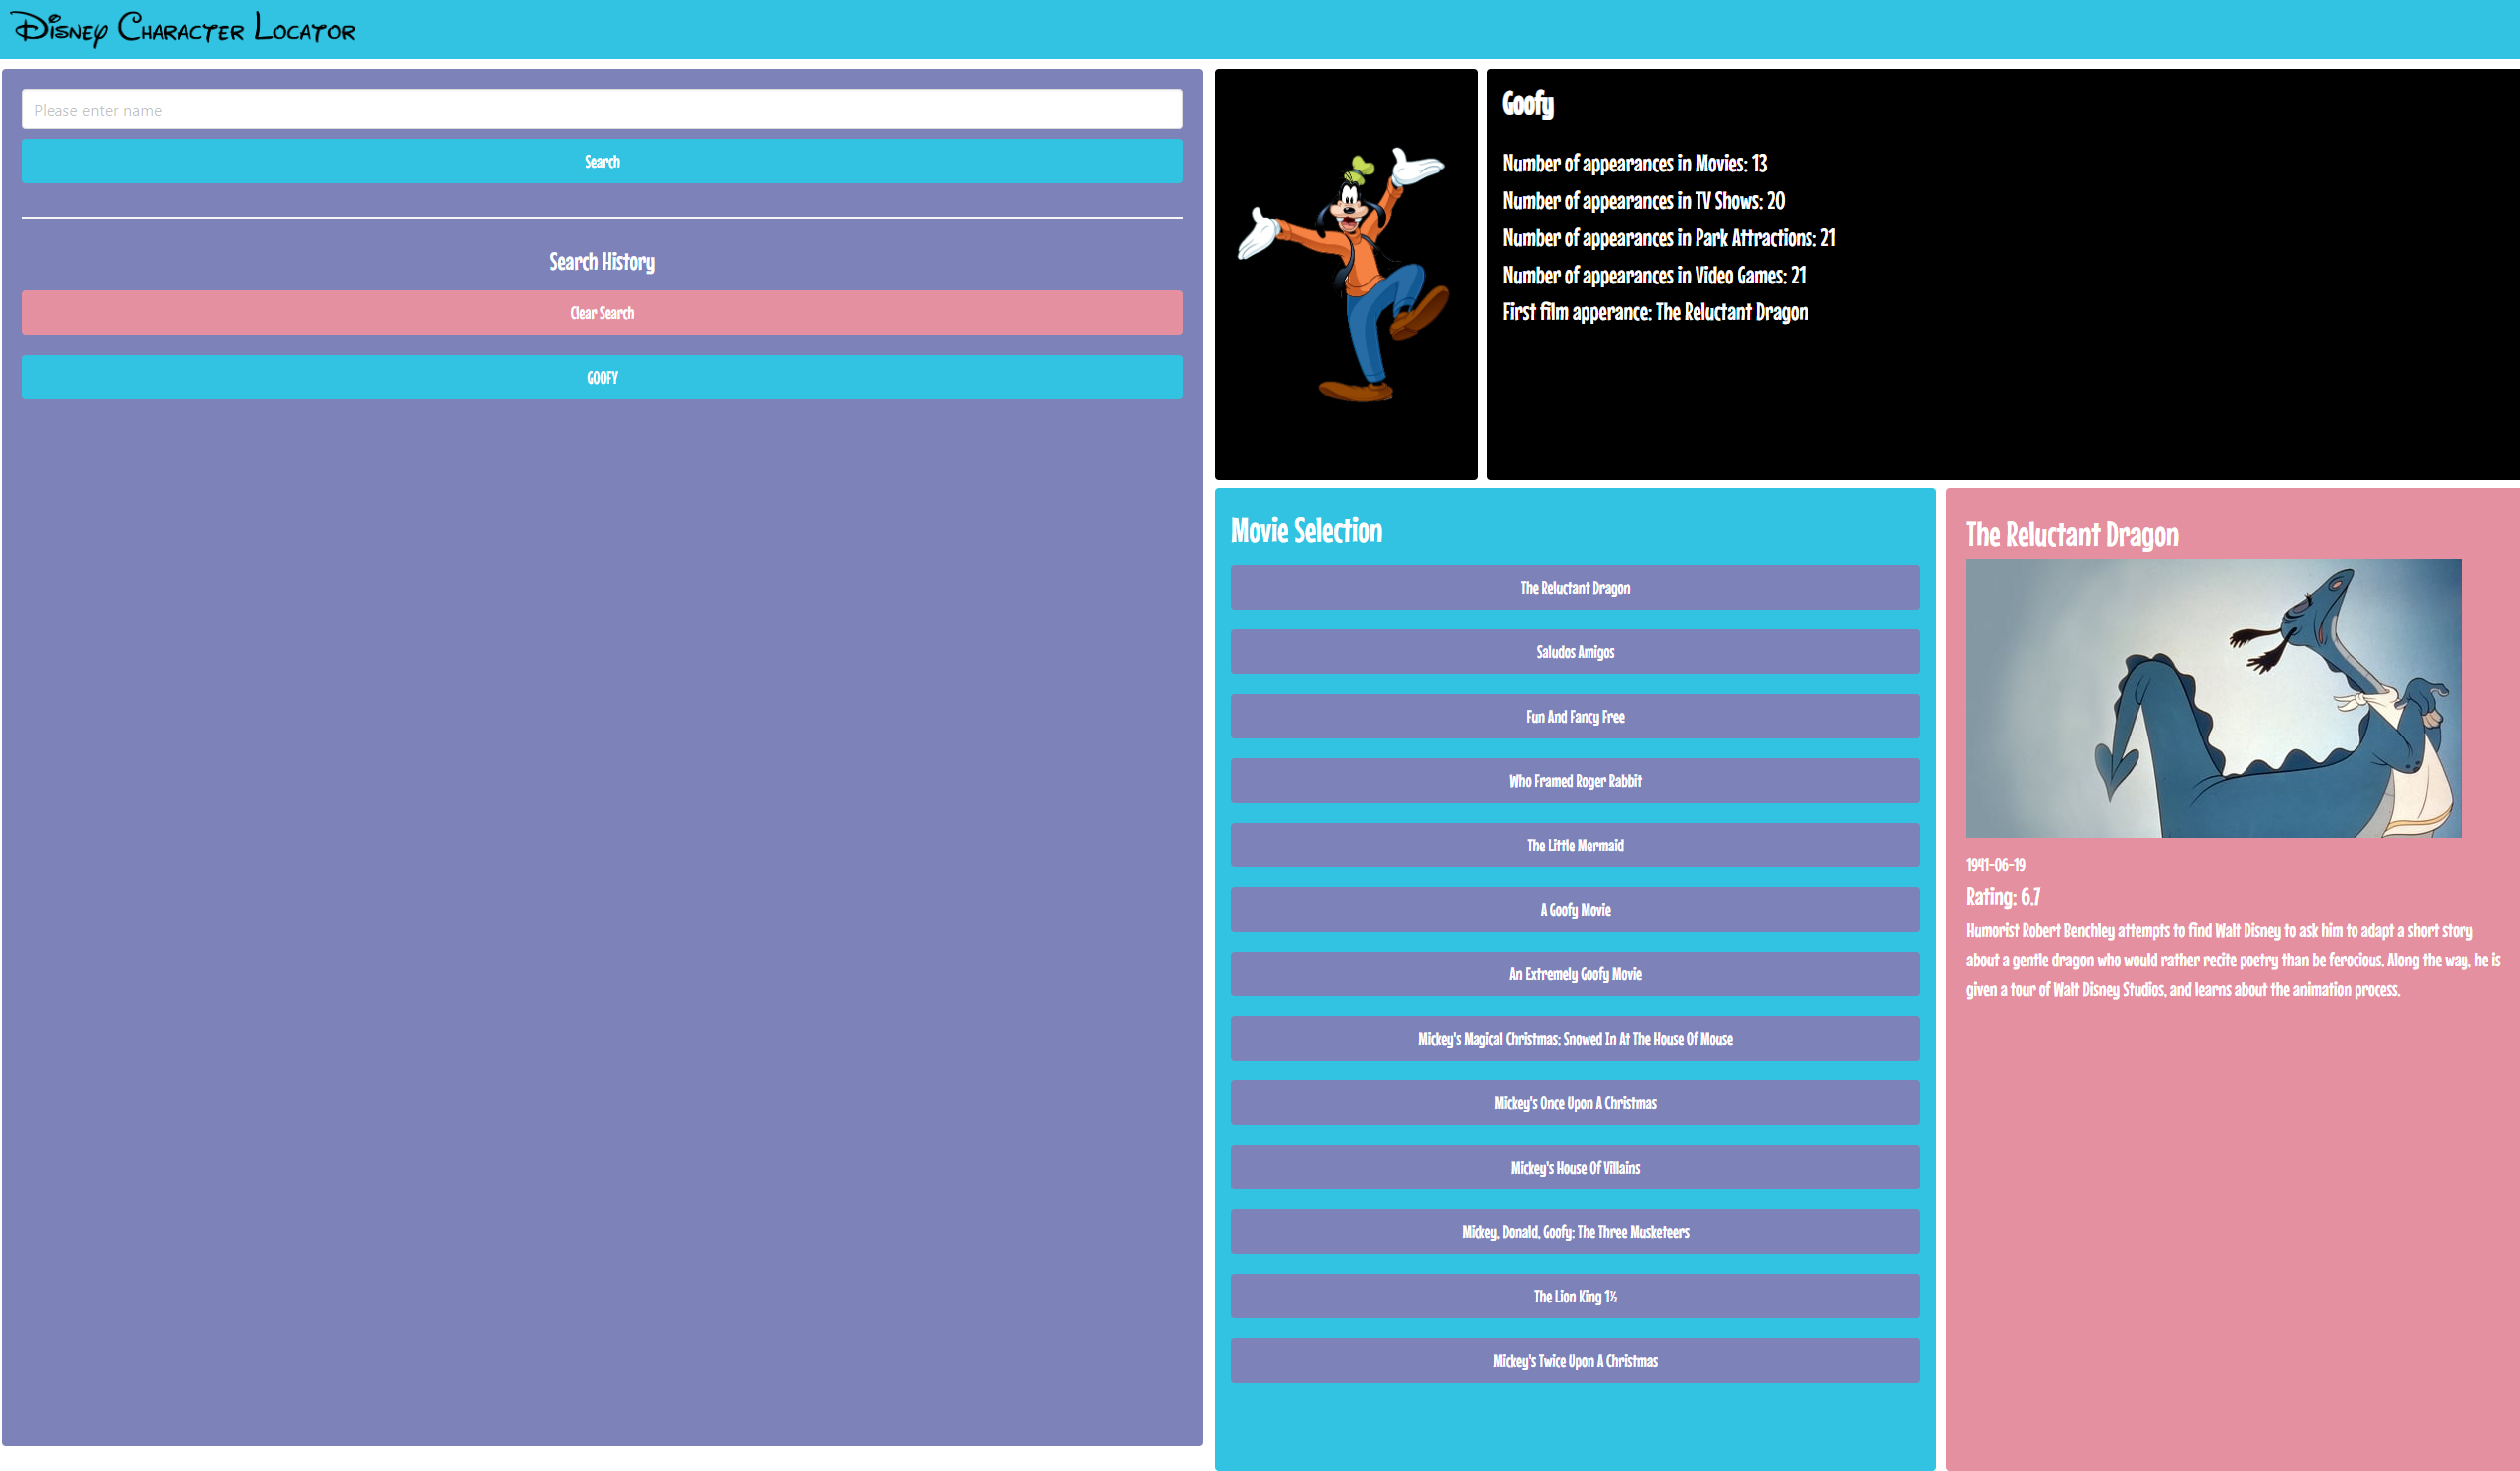 Disney Character Locator
Please enter name
Search
Search History
Clear Search
GOOFY
Goofy
Number of appearances in Movies: 13
Number of appearances in TV Shows: 20
Number of appearances in Park Attractions: 21
Number of appearances in Video Games: 21
First film apperance: The Reluctant Dragon
Movie Selection
The Reluctant Dragon
Saludos Amigos
Fun And Fancy Free
Who Framed Roger Rabbit
The Little Mermaid
A Goofy Movie
An Extremely Goofy Movie
Mickey's Magical Christmas: Snowed In At The House Of Mouse
Mickey's Once Upon A Christmas
Mickey's House Of Villains
Mickey, Donald, Goofy: The Three Musketeers
The Lion King 1½
Mickey's Twice Upon A Christmas
The Reluctant Dragon
1941-06-19
Rating: 6.7
Humorist Robert Benchley attempts to find Walt Disney to ask him to adapt a short story
about a gentle dragon who would rather recite poetry than be ferocious. Along the way, he is
given a tour of Walt Disney Studios, and learns about the animation process.